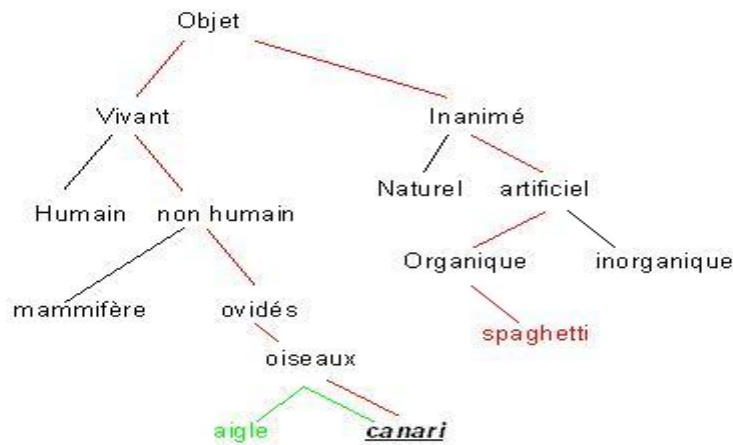 Objet
Vivant Inanimé
Naturel artificiel
Humain non humain
Organique inorganique
mammifère ovidés
spaghetti
oiseaux
aigle canari